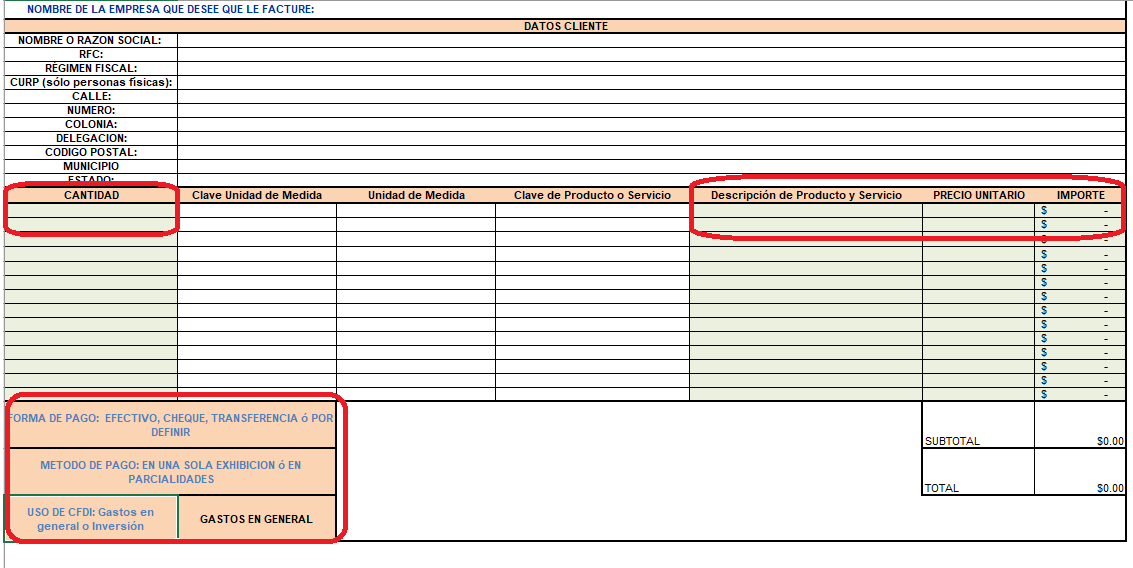 NOMBRE DE LA EMPRESA QUE DESEE QUE LE FACTURE:
DATOS CLIENTE
NOMBRE O RAZON SOCIAL:
RFC:
RÉGIMEN FISCAL:
CURP (sólo personas físicas):
CALLE:
NUMERO:
COLONIA:
DELEGACION:
CODIGO POSTAL:
MUNICIPIO
ESTADO:
CANTIDAD Clave Unidad de Medida Unidad de Medida Clave de Producto o Servicio Descripción de Producto y Servicio PRECIO UNITARIO IMPORTE
$ -
$ -
$ -
$ -
$ -
$ -
$ -
$ -
$ -
$ -
$ -
$ -
$ -
$ -
FORMA DE PAGO: EFECTIVO, CHEQUE, TRANSFERENCIA ó POR
DEFINIR
SUBTOTAL $0.00
METODO DE PAGO: EN UNA SOLA EXHIBICION ó EN
PARCIALIDADES
TOTAL $0.00
USO DE CFDI: Gastos en
general o Inversión
GASTOS EN GENERAL